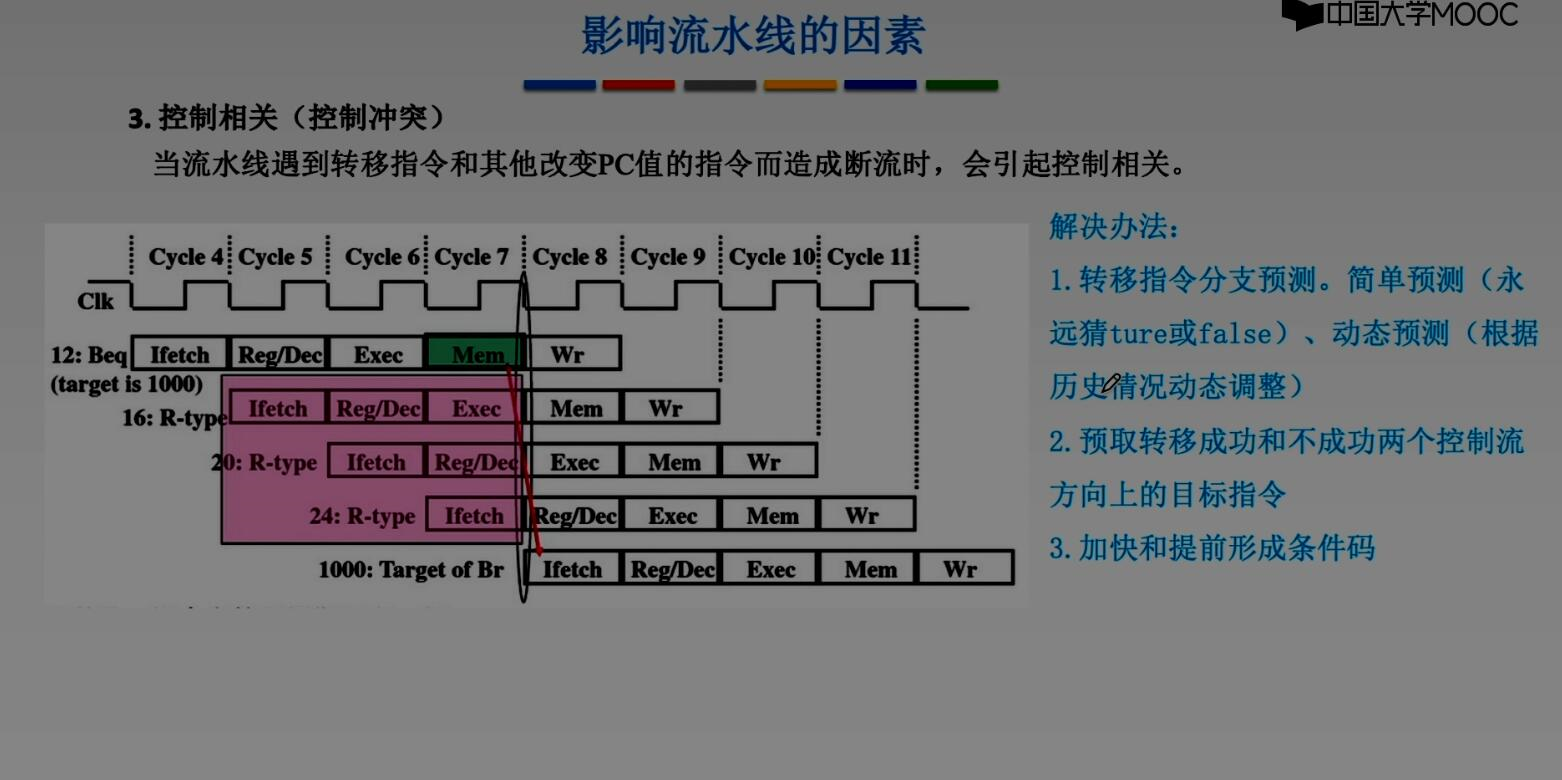 中国大学MOOC
影响流水线的因素
3. 控制相关（控制冲突）
当流水线遇到转移指令和其他改变PC值的指令而造成断流时，会引起控制相关。
Cycle 4 Cycle 5 Cycle 6 Cycle 7 Cycle 8 Cycle 9 Cycle 10 Cycle 11
Clk
12: Beq Ifetch Reg/Dec Exec Mem Wr
(target is 1000)
16: R-type Ifetch Reg/Dec Exec Mem Wr
20: R-type Ifetch Reg/Dec Exec Mem Wr
24: R-type Ifetch Reg/Dec Exec Mem Wr
1000: Target of Br Ifetch Reg/Dec Exec Mem Wr
解决办法:
1.转移指令分支预测。简单预测（永
远猜ture或false）、动态预测（根据
历史情况动态调整）
2.预取转移成功和不成功两个控制流
方向上的目标指令
3.加快和提前形成条件码